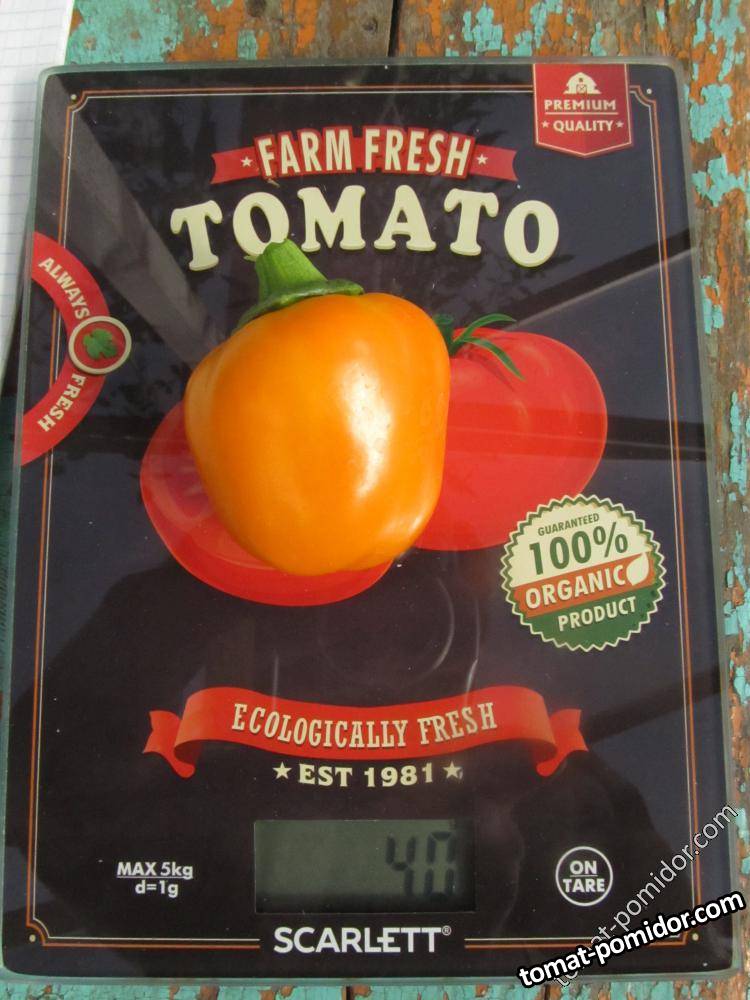 PREMIUM
QUALITY
FARM FRESH
TOMATO
ALWAYS
FRESH
GUARANTEED
100%
ORGANIC
PRODUCT
ECOLOGICALLY FRESH
★ EST 1981 ★
40
MAX 5kg
d=1g
ON
TARE
SCARLETT®
tomat-pomidor.com
tomat-pomidor.com